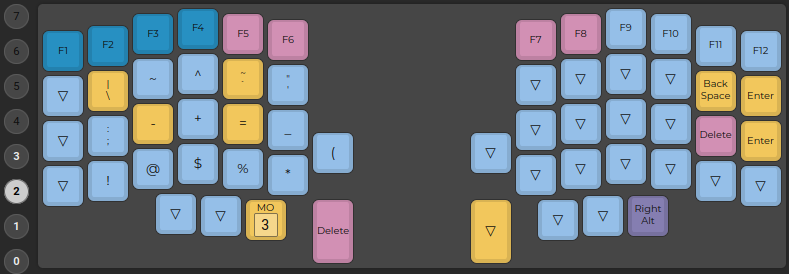 7
6
5
4
3
2
1
0
F1
F2
F3
F4
F5
F6
F7
F8
F9
F10
F11
F12
▽
|
\
~
^
~
`
"
'
▽
▽
▽
▽
Back
Space
Enter
▽
:
;
-
+
=
_
▽
▽
▽
▽
Delete
Enter
▽
!
@
$
%
*
(
▽
▽
▽
▽
▽
▽
▽
▽
▽
MO
3
Delete
▽
▽
▽
Right
Alt